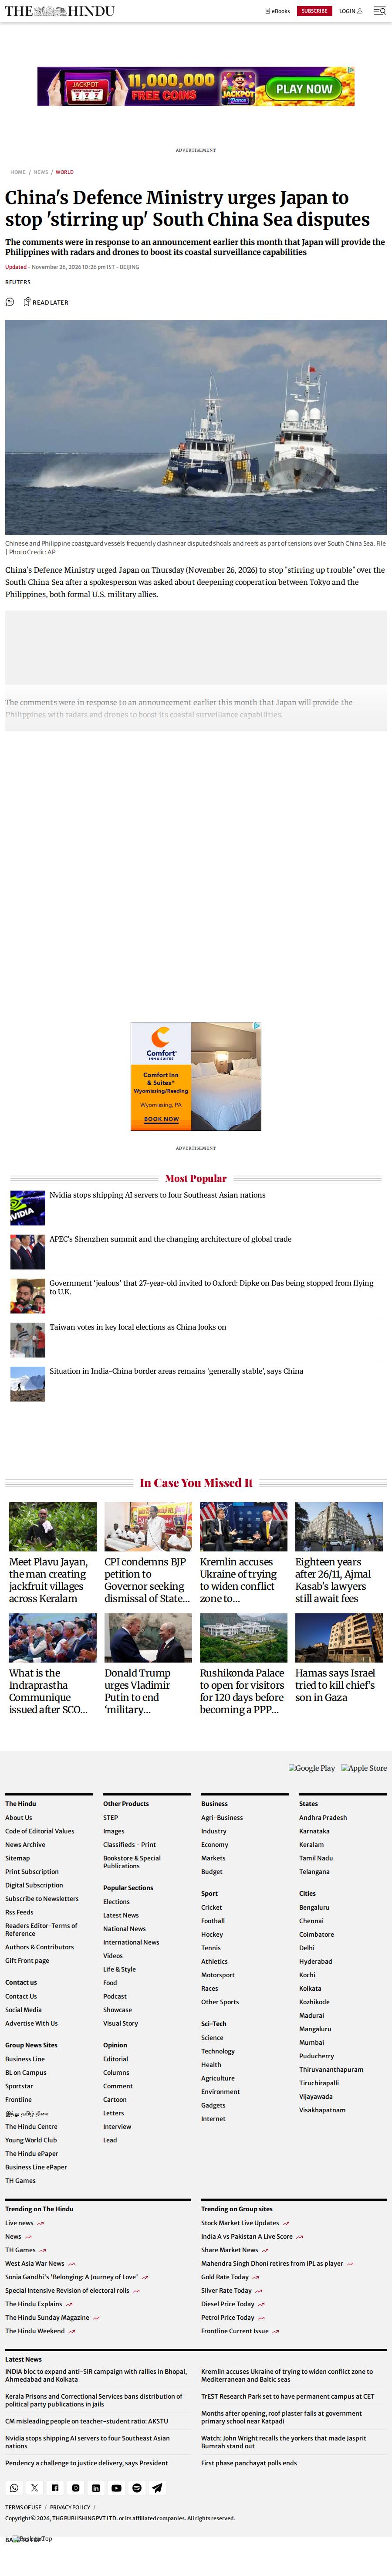 THE HINDU
eBooks
SUBSCRIBE
LOGIN
JACKPOT
11,000,000
JACKPOT Dance
PLAY NOW
ADVERTISEMENT
HOME / NEWS / WORLD
China's Defence Ministry urges Japan to
stop 'stirring up' South China Sea disputes
The comments were in response to an announcement earlier this month that Japan will provide the
Philippines with radars and drones to boost its coastal surveillance capabilities
Updated - November 26, 2026 10:26 pm IST - BEIJING
REUTERS
READ LATER
Chinese and Philippine coastguard vessels frequently clash near disputed shoals and reefs as part of tensions over South China Sea. File
| Photo Credit: AP
China's Defence Ministry urged Japan on Thursday (November 26, 2026) to stop "stirring up trouble" over the
South China Sea after a spokesperson was asked about deepening cooperation between Tokyo and the
Philippines, both formal U.S. military allies.
The comments were in response to an announcement earlier this month that Japan will provide the
Philippines with radars and drones to boost its coastal surveillance capabilities.
Comfort
INN
Comfort Inn
& Suites®
Wyomissing/Reading
Wyomissing, PA
BOOK NOW
ADVERTISEMENT
Most Popular
NVIDIA
Nvidia stops shipping AI servers to four Southeast Asian nations
APEC's Shenzhen summit and the changing architecture of global trade
Government 'jealous' that 27-year-old invited to Oxford: Dipke on Das being stopped from flying
to U.K.
Taiwan votes in key local elections as China looks on
Situation in India-China border areas remains 'generally stable', says China
In Case You Missed It
Meet Plavu Jayan,
the man creating
jackfruit villages
across Keralam
CPI condemns BJP
petition to
Governor seeking
dismissal of State...
Kremlin accuses
Ukraine of trying
to widen conflict
zone to...
Eighteen years
after 26/11, Ajmal
Kasab's lawyers
still await fees
What is the
Indraprastha
Communique
issued after SCO...
Donald Trump
urges Vladimir
Putin to end
'military...
Rushikonda Palace
to open for visitors
for 120 days before
becoming a PPP...
Hamas says Israel
tried to kill chief's
son in Gaza
Google Play
Apple Store
The Hindu
About Us
Code of Editorial Values
News Archive
Sitemap
Print Subscription
Digital Subscription
Subscribe to Newsletters
Rss Feeds
Readers Editor-Terms of
Reference
Authors & Contributors
Gift Front page
Contact us
Contact Us
Social Media
Advertise With Us
Group News Sites
Business Line
BL on Campus
Sportstar
Frontline
இந்து தமிழ் திசை
The Hindu Centre
Young World Club
The Hindu ePaper
Business Line ePaper
TH Games
Other Products
STEP
Images
Classifieds - Print
Bookstore & Special
Publications
Popular Sections
Elections
Latest News
National News
International News
Videos
Life & Style
Food
Podcast
Showcase
Visual Story
Opinion
Editorial
Columns
Comment
Cartoon
Letters
Interview
Lead
Business
Agri-Business
Industry
Economy
Markets
Budget
Sport
Cricket
Football
Hockey
Tennis
Athletics
Motorsport
Races
Other Sports
Sci-Tech
Science
Technology
Health
Agriculture
Environment
Gadgets
Internet
States
Andhra Pradesh
Karnataka
Keralam
Tamil Nadu
Telangana
Cities
Bengaluru
Chennai
Coimbatore
Delhi
Hyderabad
Kochi
Kolkata
Kozhikode
Madurai
Mangaluru
Mumbai
Puducherry
Thiruvananthapuram
Tiruchirapalli
Vijayawada
Visakhapatnam
Trending on The Hindu
Live news
News
TH Games
West Asia War News
Sonia Gandhi's 'Belonging: A Journey of Love'
Special Intensive Revision of electoral rolls
The Hindu Explains
The Hindu Sunday Magazine
The Hindu Weekend
Trending on Group sites
Stock Market Live Updates
India A vs Pakistan A Live Score
Share Market News
Mahendra Singh Dhoni retires from IPL as player
Gold Rate Today
Silver Rate Today
Diesel Price Today
Petrol Price Today
Frontline Current Issue
Latest News
INDIA bloc to expand anti-SIR campaign with rallies in Bhopal,
Ahmedabad and Kolkata
Kerala Prisons and Correctional Services bans distribution of
political party publications in jails
CM misleading people on teacher-student ratio: AKSTU
Nvidia stops shipping AI servers to four Southeast Asian
nations
Pendency a challenge to justice delivery, says President
Kremlin accuses Ukraine of trying to widen conflict zone to
Mediterranean and Baltic seas
TrEST Research Park set to have permanent campus at CET
Months after opening, roof plaster falls at government
primary school near Katpadi
Watch: John Wright recalls the yorkers that made Jasprit
Bumrah stand out
First phase panchayat polls ends
TERMS OF USE / PRIVACY POLICY /
Copyright© 2026, THG PUBLISHING PVT LTD. or its affiliated companies. All rights reserved.
BACK TO TOP
Back to Top